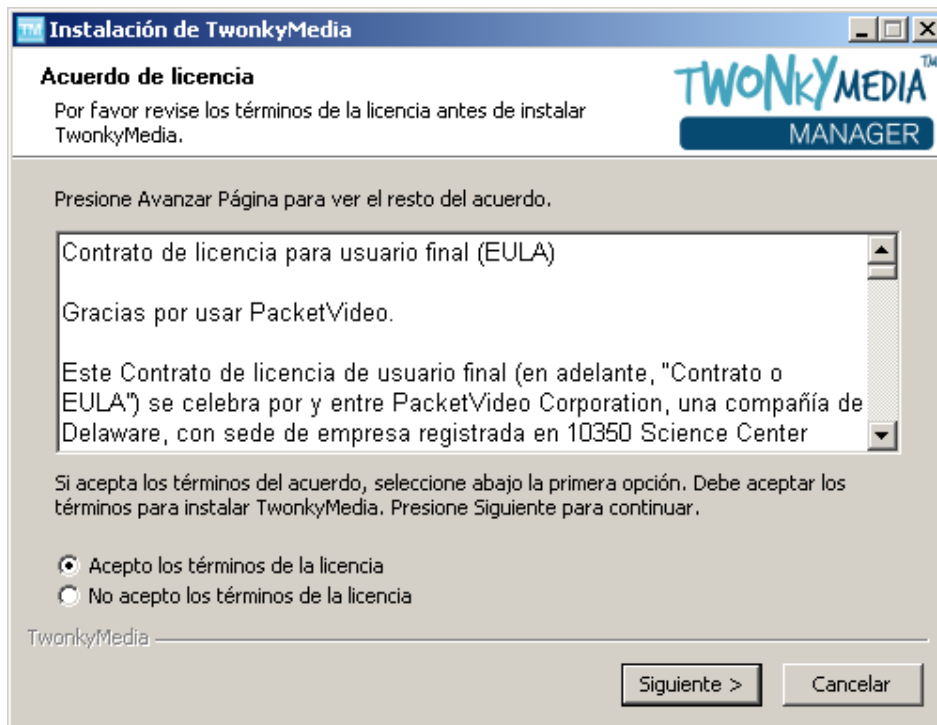 TM Instalación de TwonkyMedia
Acuerdo de licencia
Por favor revise los términos de la licencia antes de instalar
TwonkyMedia.
TWONKYMEDIA™
MANAGER
Presione Avanzar Página para ver el resto del acuerdo.
Contrato de licencia para usuario final (EULA)
Gracias por usar PacketVideo.
Este Contrato de licencia de usuario final (en adelante, "Contrato o
EULA") se celebra por y entre PacketVideo Corporation, una compañía de
Delaware, con sede de empresa registrada en 10350 Science Center
Si acepta los términos del acuerdo, seleccione abajo la primera opción. Debe aceptar los
términos para instalar TwonkyMedia. Presione Siguiente para continuar.
Acepto los términos de la licencia
No acepto los términos de la licencia
TwonkyMedia
Siguiente >
Cancelar